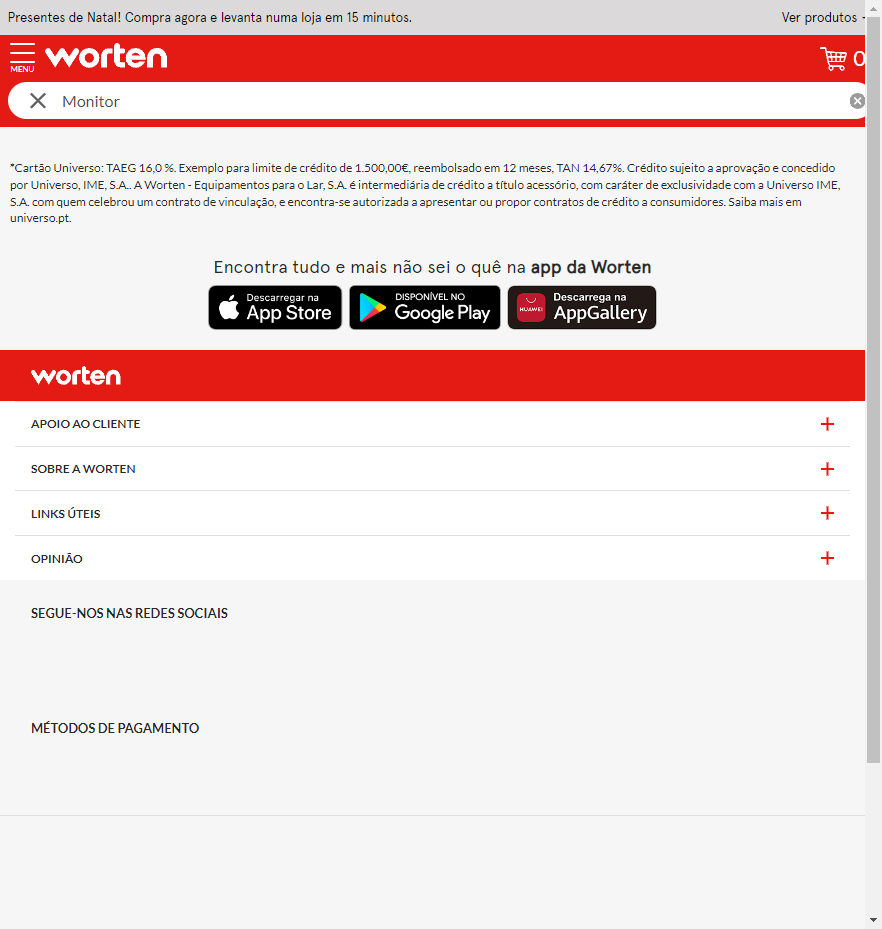 Presentes de Natal! Compra agora e levanta numa loja em 15 minutos.
Ver produtos
MENU
worten
0
Monitor
*Cartão Universo: TAEG 16,0 %. Exemplo para limite de crédito de 1.500,00€, reembolsado em 12 meses, TAN 14,67%. Crédito sujeito a aprovação e concedido
por Universo, IME, S.A.. A Worten - Equipamentos para o Lar, S.A. é intermediária de crédito a título acessório, com caráter de exclusividade com a Universo IME,
S.A. com quem celebrou um contrato de vinculação, e encontra-se autorizada a apresentar ou propor contratos de crédito a consumidores. Saiba mais em
universo.pt.
Encontra tudo e mais não sei o quê na app da Worten
Descarregar na
App Store
DISPONÍVEL NO
Google Play
HUAWEI
Descarrega na
AppGallery
worten
APOIO AO CLIENTE
SOBRE A WORTEN
LINKS ÚTEIS
OPINIÃO
SEGUE-NOS NAS REDES SOCIAIS
MÉTODOS DE PAGAMENTO